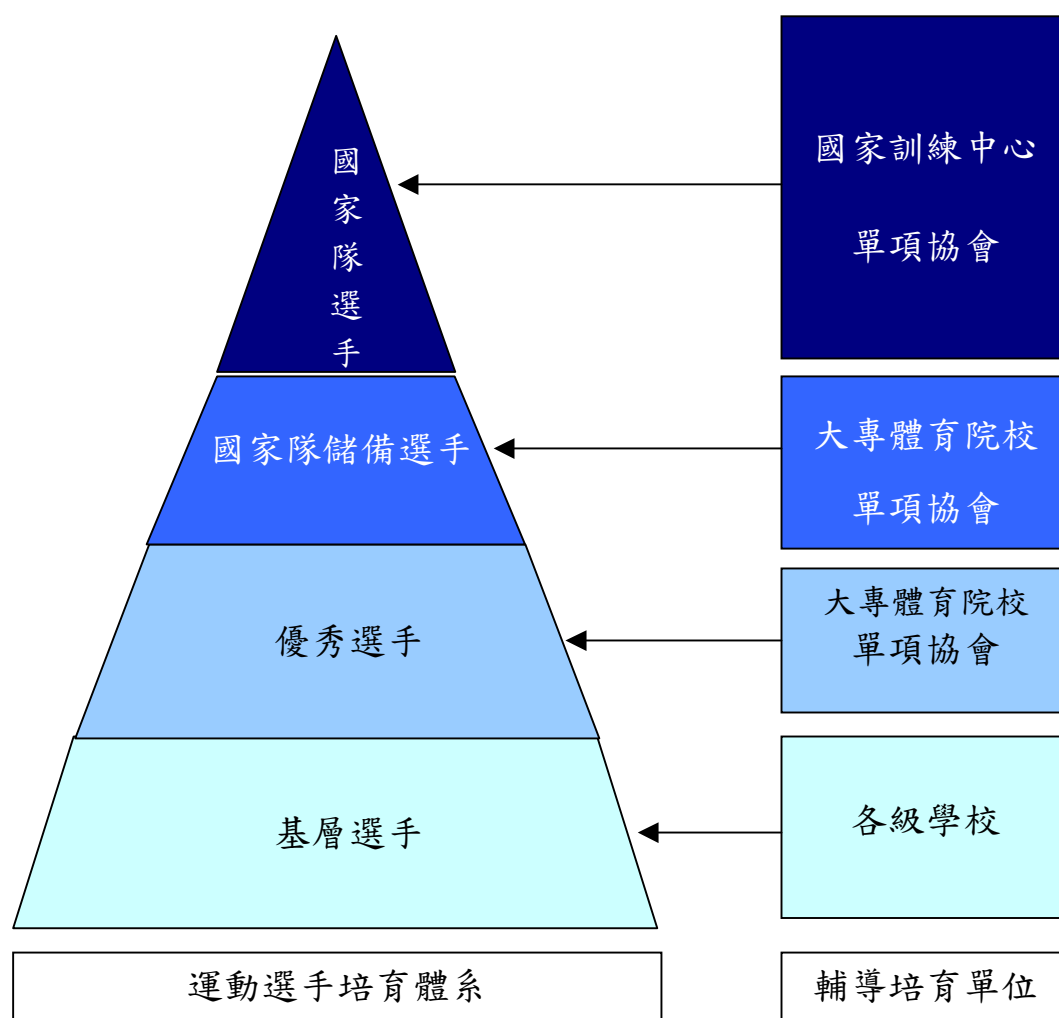 國家隊選手
國家訓練中心
單項協會
國家隊儲備選手
大專體育院校
單項協會
優秀選手
大專體育院校
單項協會
基層選手
各級學校
運動選手培育體系
輔導培育單位